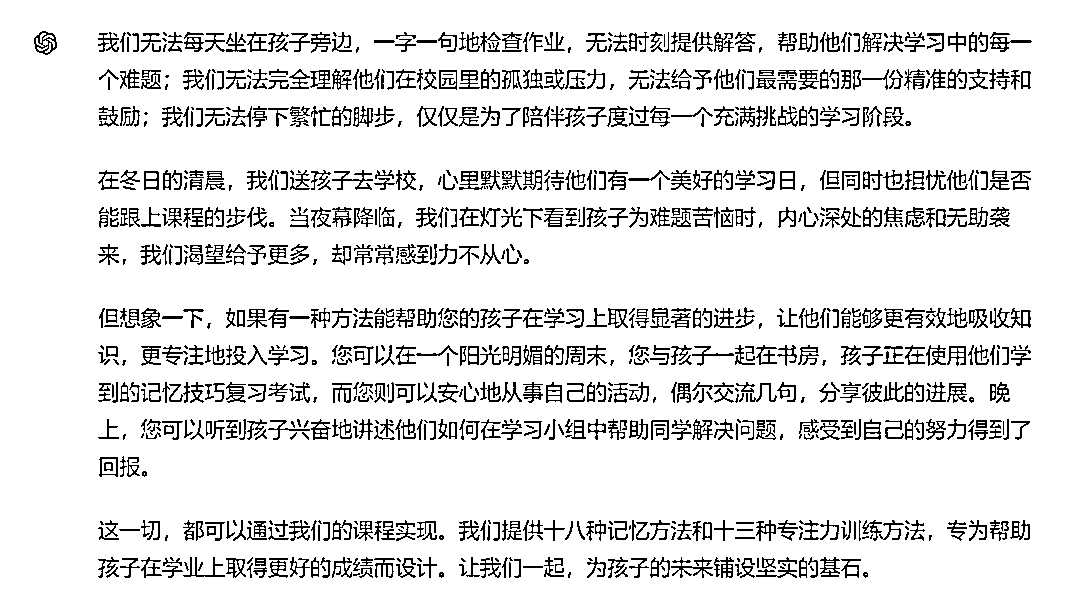 我们无法每天坐在孩子旁边，一字一句地检查作业，无法时刻提供解答，帮助他们解决学习中的每一
个难题；我们无法完全理解他们在校园里的孤独或压力，无法给予他们最需要的那一份精准的支持和
鼓励；我们无法停下繁忙的脚步，仅仅是为了陪伴孩子度过每一个充满挑战的学习阶段。
在冬日的清晨，我们送孩子去学校，心里默默期待他们有一个美好的学习日，但同时也担忧他们是否
能跟上课程的步伐。当夜幕降临，我们在灯光下看到孩子为难题苦恼时，内心深处的焦虑和无助袭
来，我们渴望给予更多，却常常感到力不从心。
但想象一下，如果有一种方法能帮助您的孩子在学习上取得显著的进步，让他们能够更有效地吸收知
识，更专注地投入学习。您可以在一个阳光明媚的周末，您与孩子一起在书房，孩子正在使用他们学
到的记忆技巧复习考试，而您则可以安心地从事自己的活动，偶尔交流几句，分享彼此的进展。晚
上，您可以听到孩子兴奋地讲述他们如何在学习小组中帮助同学解决问题，感受到自己的努力得到了
回报。
这一切，都可以通过我们的课程实现。我们提供十八种记忆方法和十三种专注力训练方法，专为帮助
孩子在学业上取得更好的成绩而设计。让我们一起，为孩子的未来铺设坚实的基石。